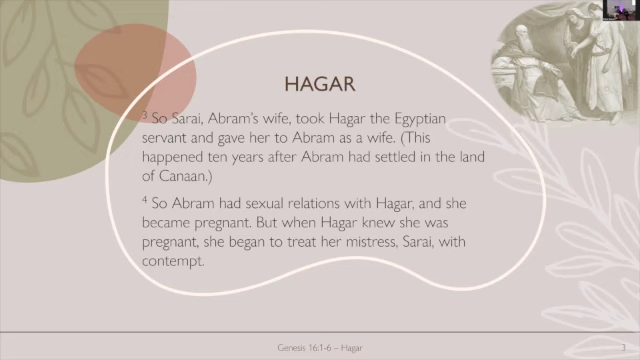 HAGAR
3 So Sarai, Abram's wife, took Hagar the Egyptian
servant and gave her to Abram as a wife. (This
happened ten years after Abram had settled in the land
of Canaan.)
4 So Abram had sexual relations with Hagar, and she
became pregnant. But when Hagar knew she was
pregnant, she began to treat her mistress, Sarai, with
contempt.
Genesis 16:1-6 – Hagar
3